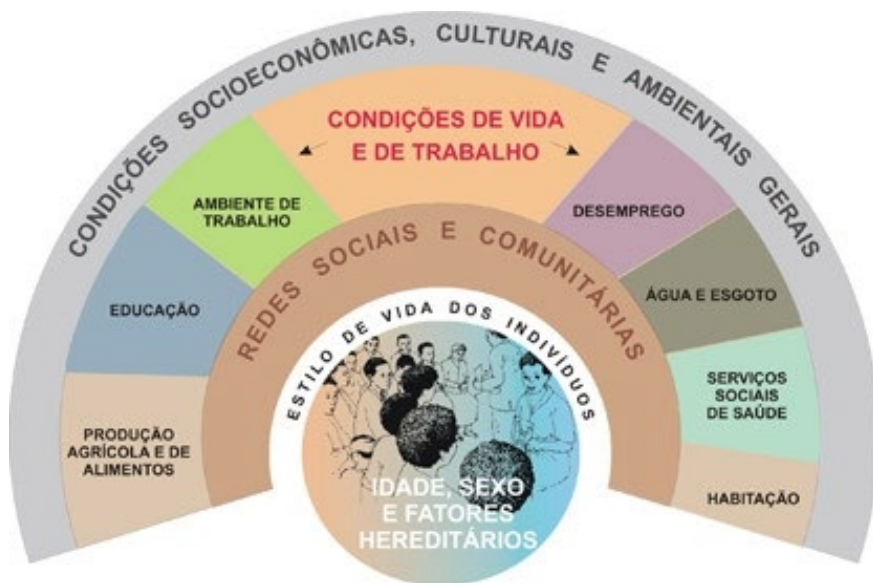 CONDIÇÕES SOCIOECONÔMICAS, CULTURAIS E AMBIENTAIS GERAIS
CONDIÇÕES DE VIDA
E DE TRABALHO
AMBIENTE DE
TRABALHO
DESEMPREGO
REDES SOCIAIS E COMUNITÁRIAS
EDUCAÇÃO
ÁGUA E ESGOTO
ESTILO DE VIDA DOS INDIVÍDUOS
SERVIÇOS
SOCIAIS
DE SAÚDE
PRODUÇÃO
AGRÍCOLA E DE
ALIMENTOS
HABITAÇÃO
IDADE, SEXO
E FATORES
HEREDITÁRIOS